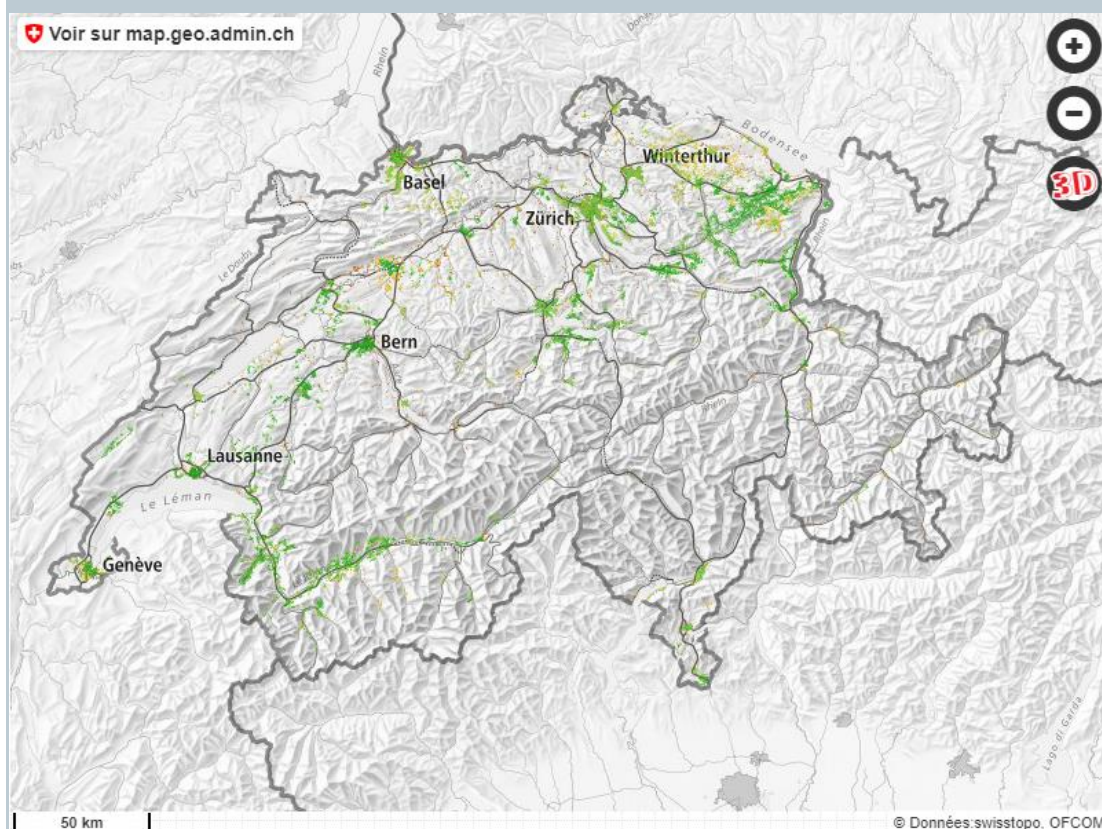 Voir sur map.geo.admin.ch
Rhein
Bodensee
Winterthur
Basel
3D
Zürich
Rhein
Le Doubs
Bern
Rhein
Lausanne
Le Léman
Genève
Lago di Garda
50 km
© Données:swisstopo, OFCOM